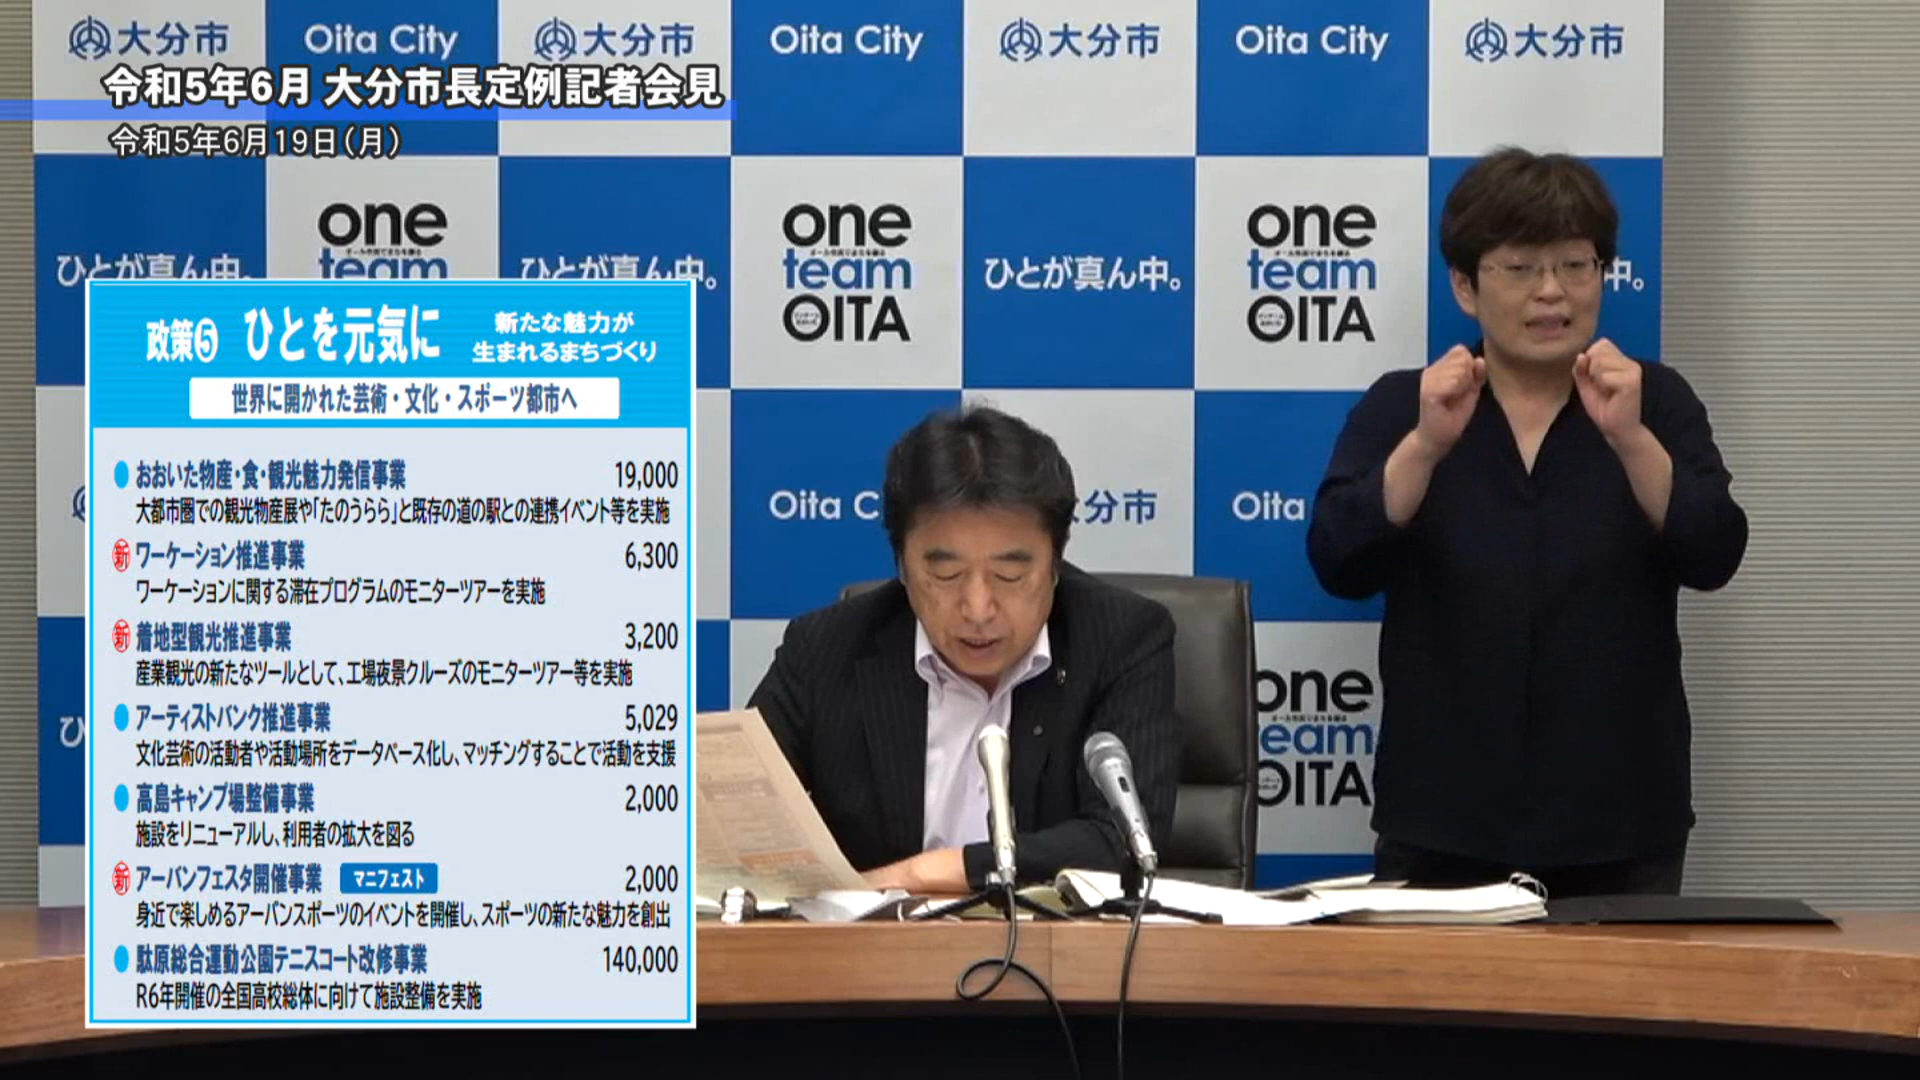 大分市
Oita City
大分市
Oita City
大分市
Oita City
大分市
令和5年6月 大分市長定例記者会見
令和5年6月19日(月)
one
team
one
team
OITA
one
team
OITA
ひとが真ん中。
ひとが真ん中。
ひとが真ん中。
中。
政策⑤ ひとを元気に
新たな魅力が
生まれるまちづくり
世界に開かれた芸術・文化・スポーツ都市へ
●おおいた物産・食・観光魅力発信事業 19,000
大都市圏での観光物産展や「たのうらら」と既存の道の駅との連携イベント等を実施
新 ワーケーション推進事業 6,300
ワーケーションに関する滞在プログラムのモニターツアーを実施
新 着地型観光推進事業 3,200
産業観光の新たなツールとして、工場夜景クルーズのモニターツアー等を実施
●アーティストバンク推進事業 5,029
文化芸術の活動者や活動場所をデータベース化し、マッチングすることで活動を支援
●高島キャンプ場整備事業 2,000
施設をリニューアルし、利用者の拡大を図る
新 アーバンフェスタ開催事業 マニフェスト 2,000
身近で楽しめるアーバンスポーツのイベントを開催し、スポーツの新たな魅力を創出
●駄原総合運動公園テニスコート改修事業 140,000
R6年開催の全国高校総体に向けて施設整備を実施
Oita C
分市
Oita
ひ
one
eam
OITA